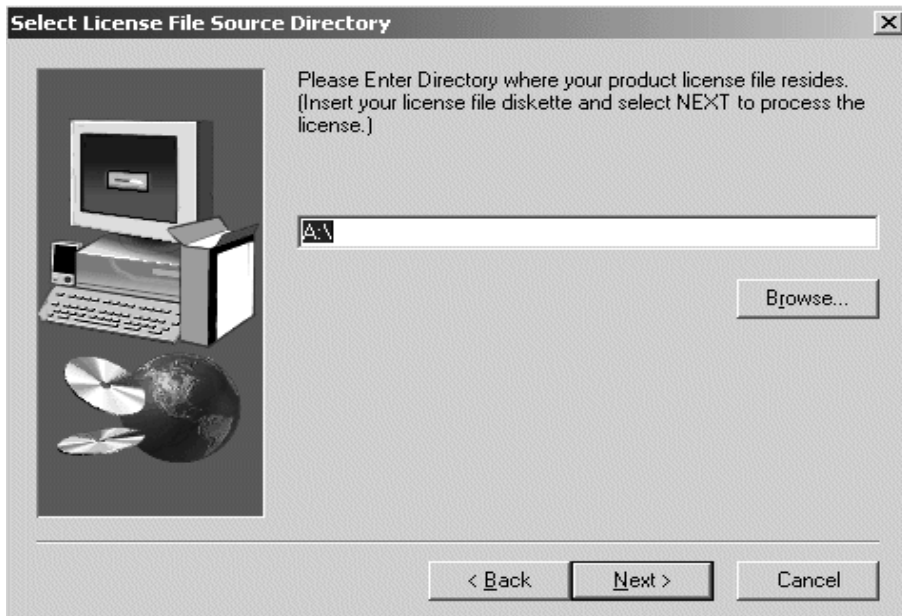 Select License File Source Directory
Please Enter Directory where your product license file resides.
(Insert your license file diskette and select NEXT to process the
license.)
A:\
Browse...
< Back Next > Cancel